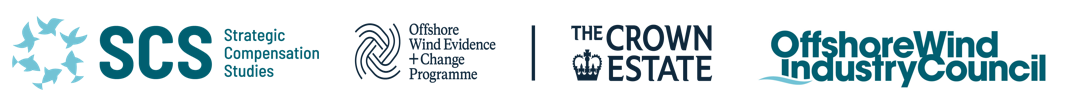 SCS
Strategic
Compensation
Studies
Offshore
Wind Evidence
+ Change
Programme
THE CROWN
ESTATE
OffshoreWind
IndustryCouncil